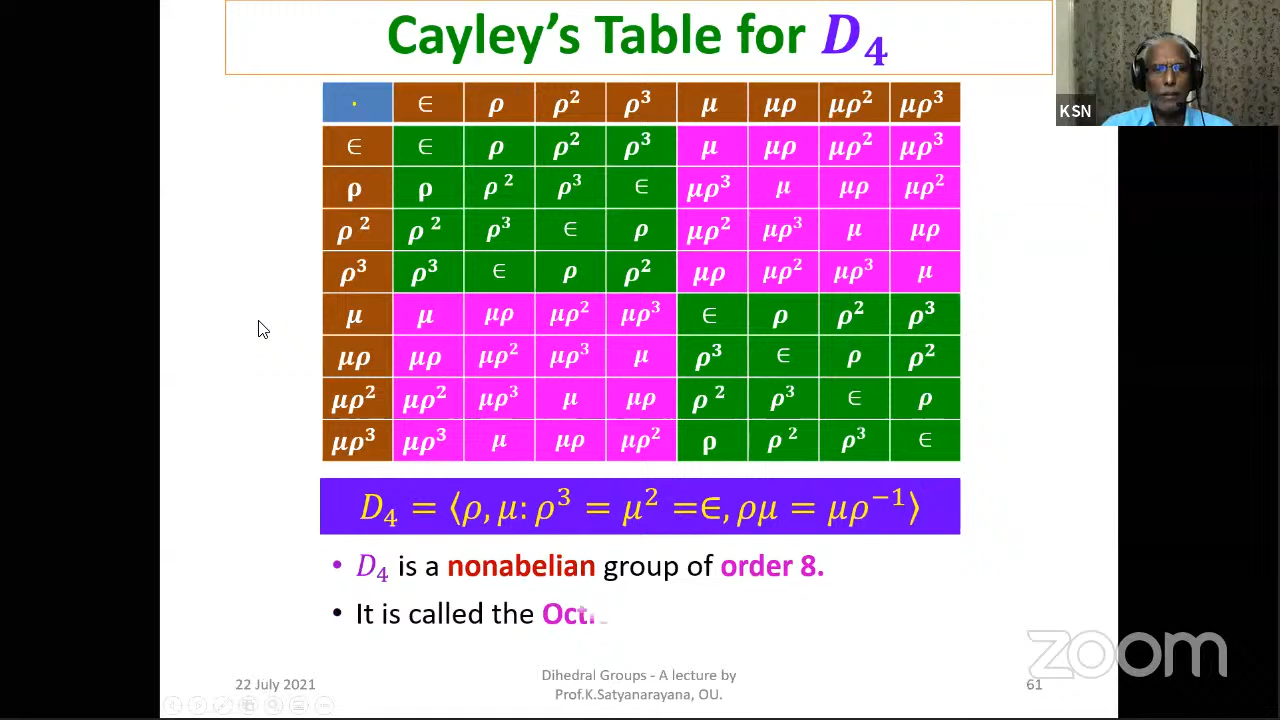 Cayley's Table for D₄
KSN
· ∈ ρ ρ² ρ³ μ μρ μρ² μρ³
∈ ∈ ρ ρ² ρ³ μ μρ μρ² μρ³
ρ ρ ρ² ρ³ ∈ μρ³ μ μρ μρ²
ρ² ρ² ρ³ ∈ ρ μρ² μρ³ μ μρ
ρ³ ρ³ ∈ ρ ρ² μρ μρ² μρ³ μ
μ μ μρ μρ² μρ³ ∈ ρ ρ² ρ³
μρ μρ μρ² μρ³ μ ρ³ ∈ ρ ρ²
μρ² μρ² μρ³ μ μρ ρ² ρ³ ∈ ρ
μρ³ μρ³ μ μρ μρ² ρ ρ² ρ³ ∈
D₄ = ⟨ρ, μ: ρ³ = μ² =∈, ρμ = μρ⁻¹⟩
• D₄ is a nonabelian group of order 8.
• It is called the
zoom
22 July 2021
Dihedral Groups - A lecture by
Prof.K.Satyanarayana, OU.
61